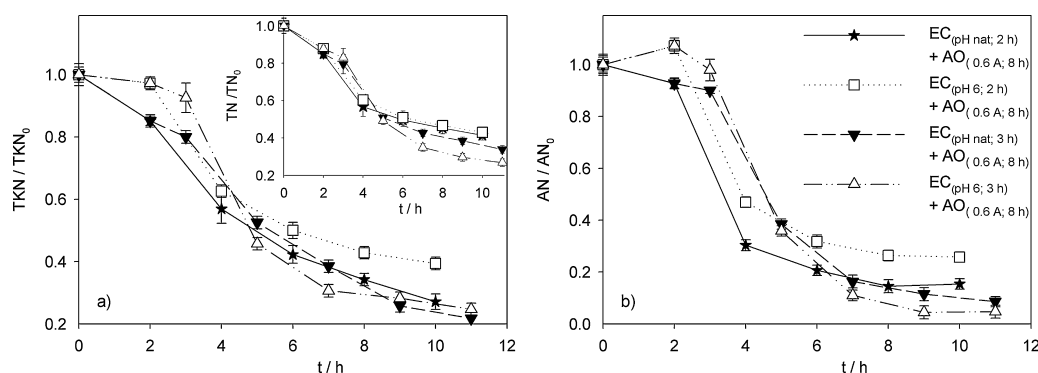 TKN / TKN0
1.0
0.8
0.6
0.4
0.2
0 2 4 6 8 10 12
t / h
a)
TN /TN0
1.0
0.8
0.6
0.4
0.2
0 2 4 6 8 10
t / h
AN / AN0
1.2
1.0
0.8
0.6
0.4
0.2
0.0
0 2 4 6 8 10 12
t / h
b)
EC(pH nat; 2 h)
+ AO( 0.6 A; 8 h)
EC(pH 6; 2 h)
+ AO(0.6 A; 8 h)
EC(pH nat; 3 h)
+ AO(0.6 A; 8 h)
EC(pH 6; 3 h)
+ AO( 0.6 A; 8 h)